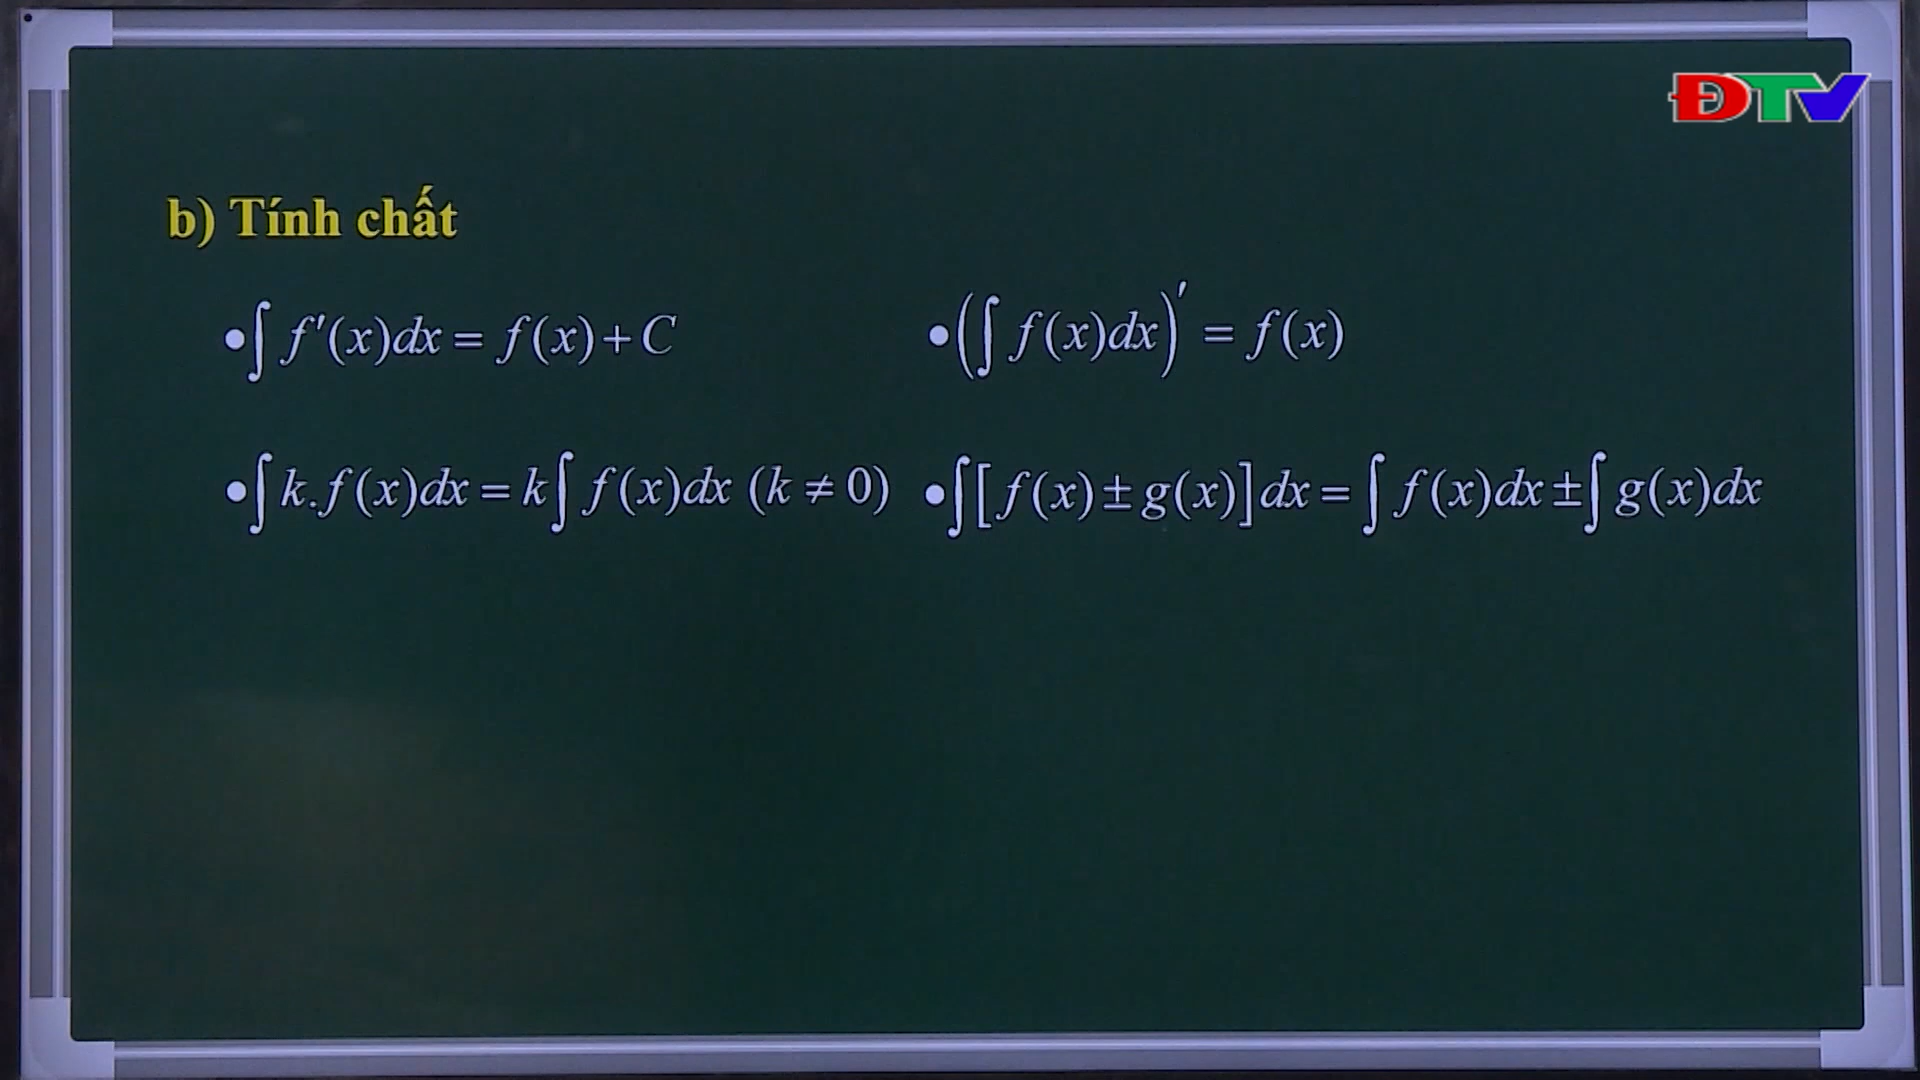 ĐTV
b) Tính chất
•∫ f′(x)dx = f(x) + C
•(∫ f(x)dx)′ = f(x)
•∫ k.f(x)dx = k∫ f(x)dx (k ≠ 0)
•∫[f(x) ± g(x)]dx = ∫ f(x)dx ± ∫ g(x)dx